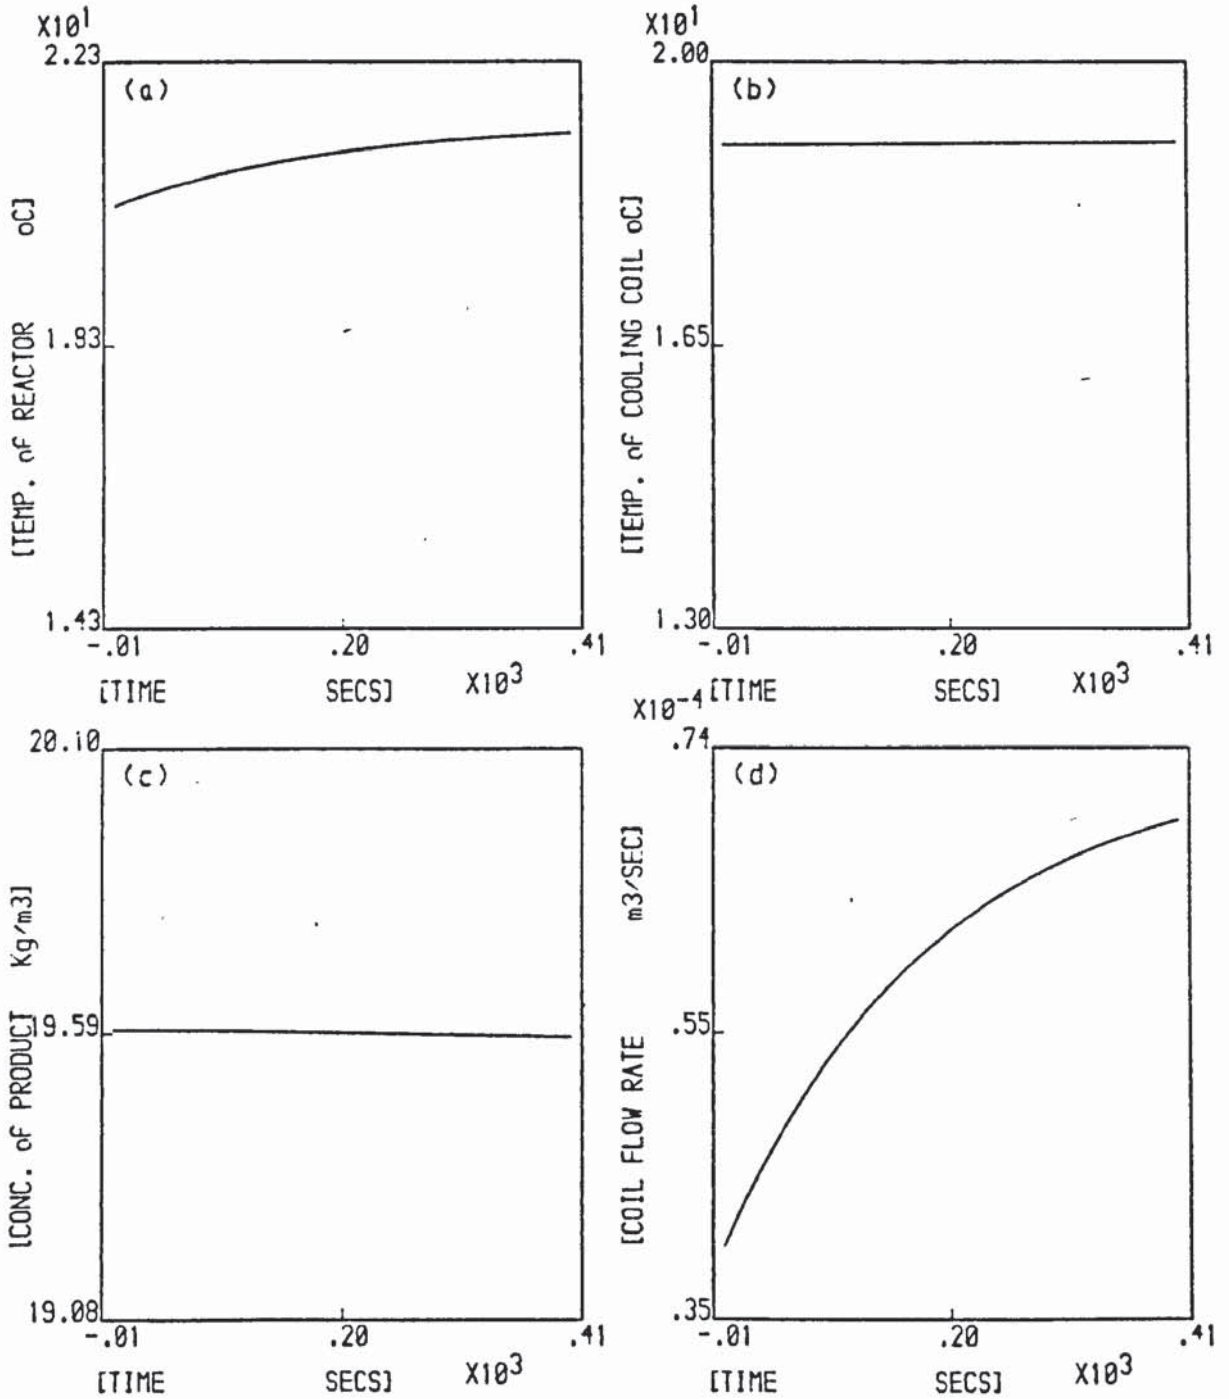 X10¹
2.23
(a)
[TEMP. of REACTOR oC]
1.83
1.43
-.01 .20 .41
[TIME SECS] X10³
X10¹
2.00
(b)
[TEMP. of COOLING COIL oC]
1.65
1.30
-.01 .20 .41
[TIME SECS] X10³
20.10
(c)
[CONC. of PRODUCT Kg/m3]
19.59
19.08
-.01 .20 .41
[TIME SECS] X10³
X10⁻⁴
.74
(d)
[COIL FLOW RATE m3/SEC]
.55
.35
-.01 .20 .41
[TIME SECS] X10³